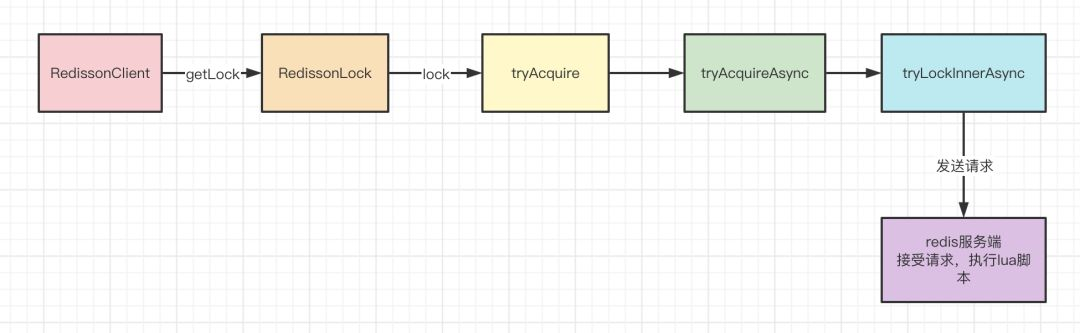 RedissonClient
getLock
RedissonLock
lock
tryAcquire
tryAcquireAsync
tryLockInnerAsync
发送请求
redis服务端
接受请求，执行lua脚
本